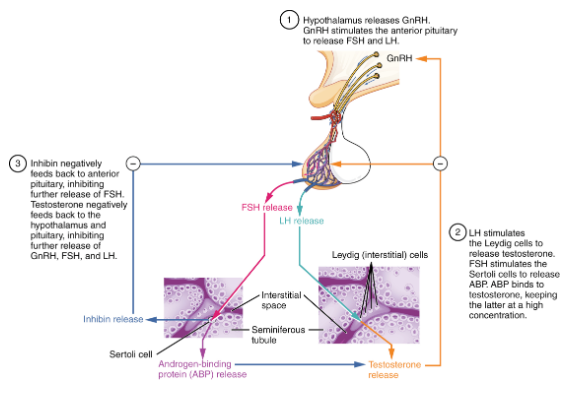 1 Hypothalamus releases GnRH.
GnRH stimulates the anterior pituitary
to release FSH and LH.
GnRH
3 Inhibin negatively
feeds back to anterior
pituitary, inhibiting
further release of FSH.
Testosterone negatively
feeds back to the
hypothalamus and
pituitary, inhibiting
further release of
GnRH, FSH, and LH.
−
−
FSH release
LH release
2 LH stimulates
the Leydig cells to
release testosterone.
FSH stimulates the
Sertoli cells to release
ABP. ABP binds to
testosterone, keeping
the latter at a high
concentration.
Leydig (interstitial) cells
Interstitial
space
Inhibin release
Seminiferous
tubule
Sertoli cell
Androgen-binding
protein (ABP) release
Testosterone
release